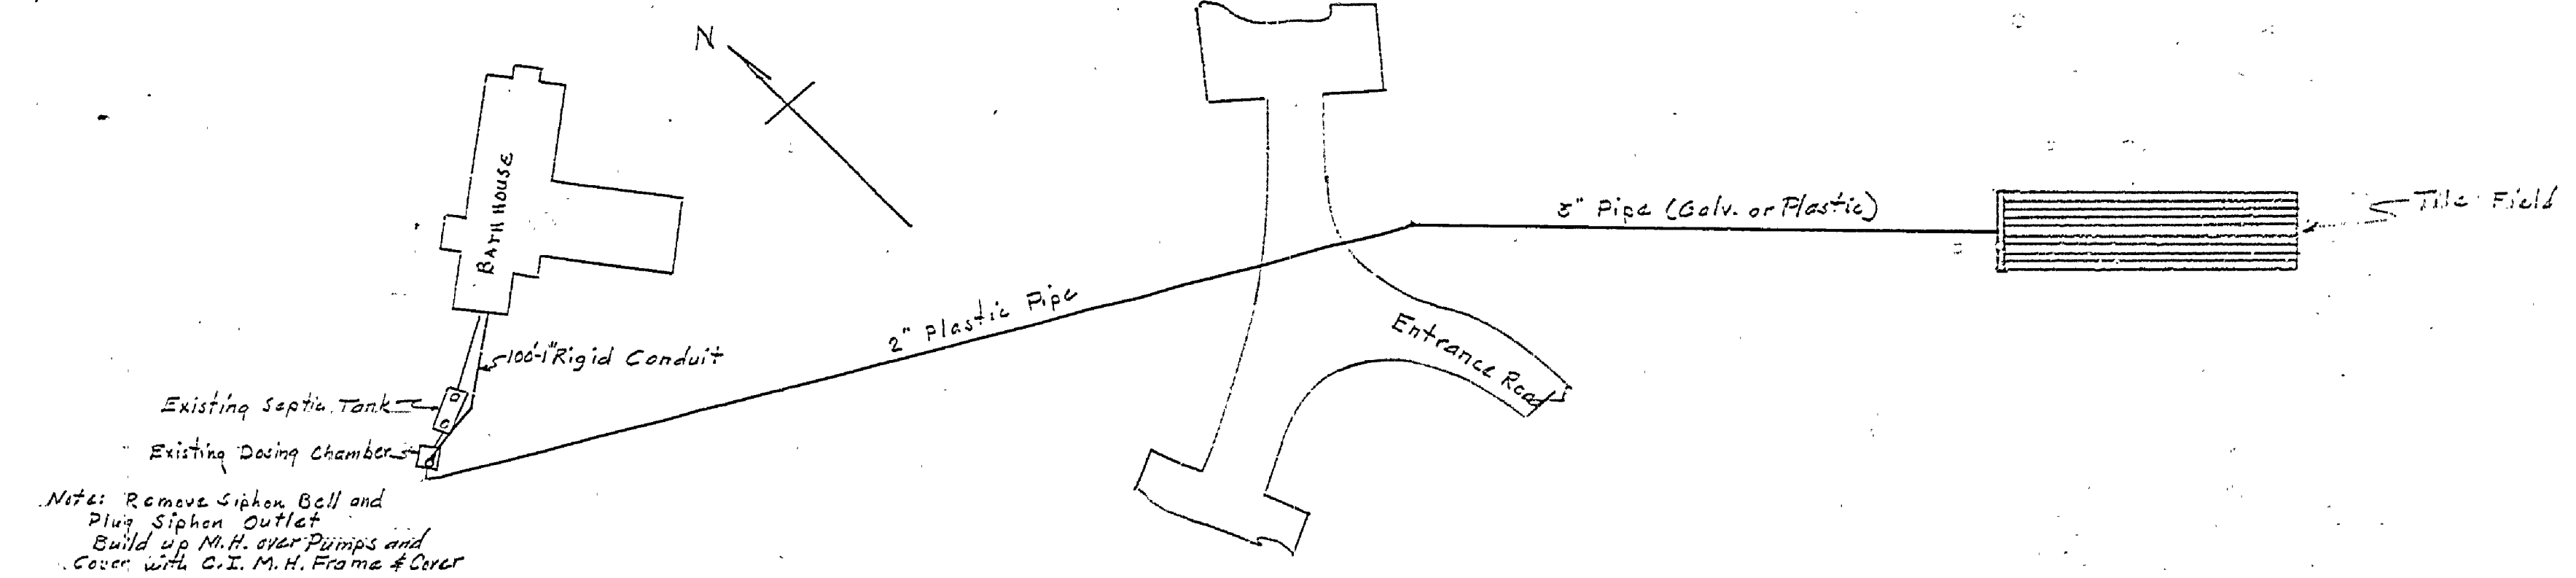 N
BATH HOUSE
Pipe (Galv. or Plastic)
Tile Field
2" Plastic Pipe
Entrance Road
100'-1" Rigid Conduit
Existing Septic Tank
Existing Dosing Chamber
Note: Remove Siphon Bell and
Plug Siphon Outlet
Build up M.H. over Pumps and
Cover with C.I. M.H. Frame & Cover